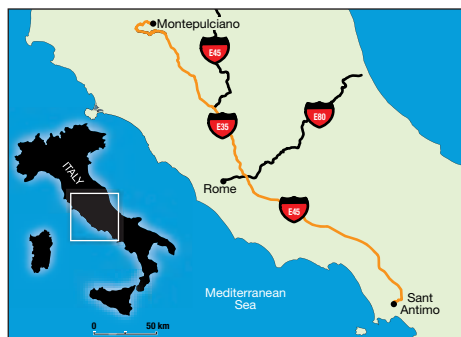 Montepulciano
E45
E35
E80
ITALY
Rome
E45
Mediterranean
Sea
Sant
Antimo
0 50 km